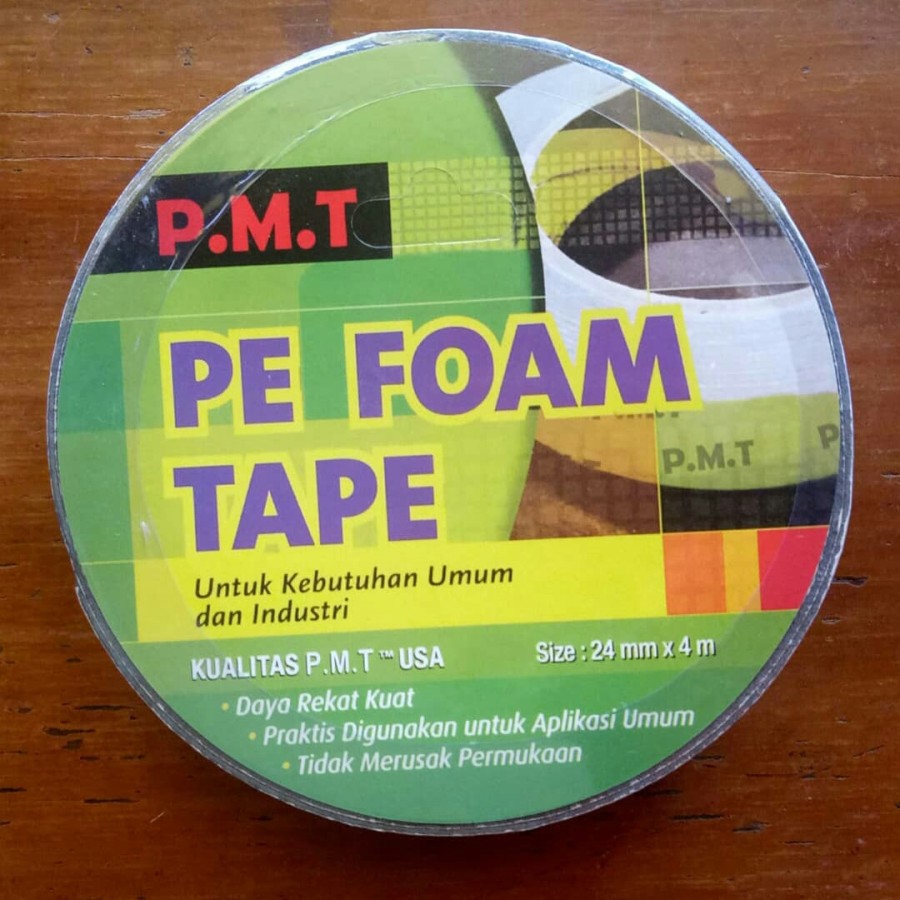 P.M.T
PE FOAM
TAPE
P.M.T
Untuk Kebutuhan Umum
dan Industri
KUALITAS P.M.T ™ USA
Size : 24 mm x 4 m
• Daya Rekat Kuat
• Praktis Digunakan untuk Aplikasi Umum
• Tidak Merusak Permukaan